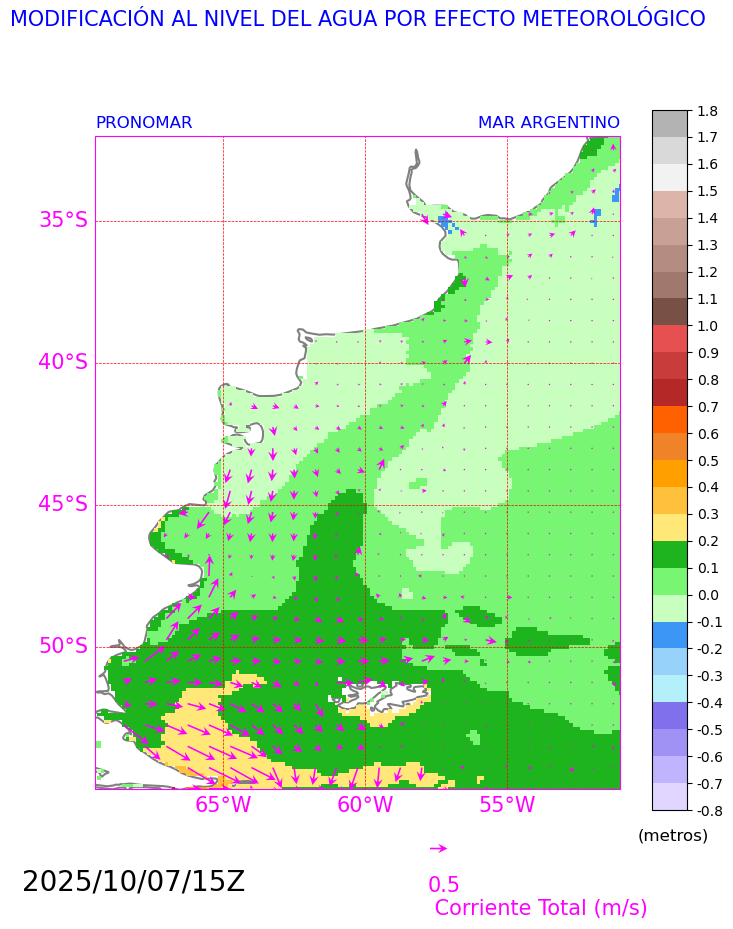 MODIFICACIÓN AL NIVEL DEL AGUA POR EFECTO METEOROLÓGICO
PRONOMAR
MAR ARGENTINO
35°S
40°S
45°S
50°S
65°W
60°W
55°W
1.8
1.7
1.6
1.5
1.4
1.3
1.2
1.1
1.0
0.9
0.8
0.7
0.6
0.5
0.4
0.3
0.2
0.1
0.0
-0.1
-0.2
-0.3
-0.4
-0.5
-0.6
-0.7
-0.8
(metros)
2025/10/07/15Z
0.5
Corriente Total (m/s)